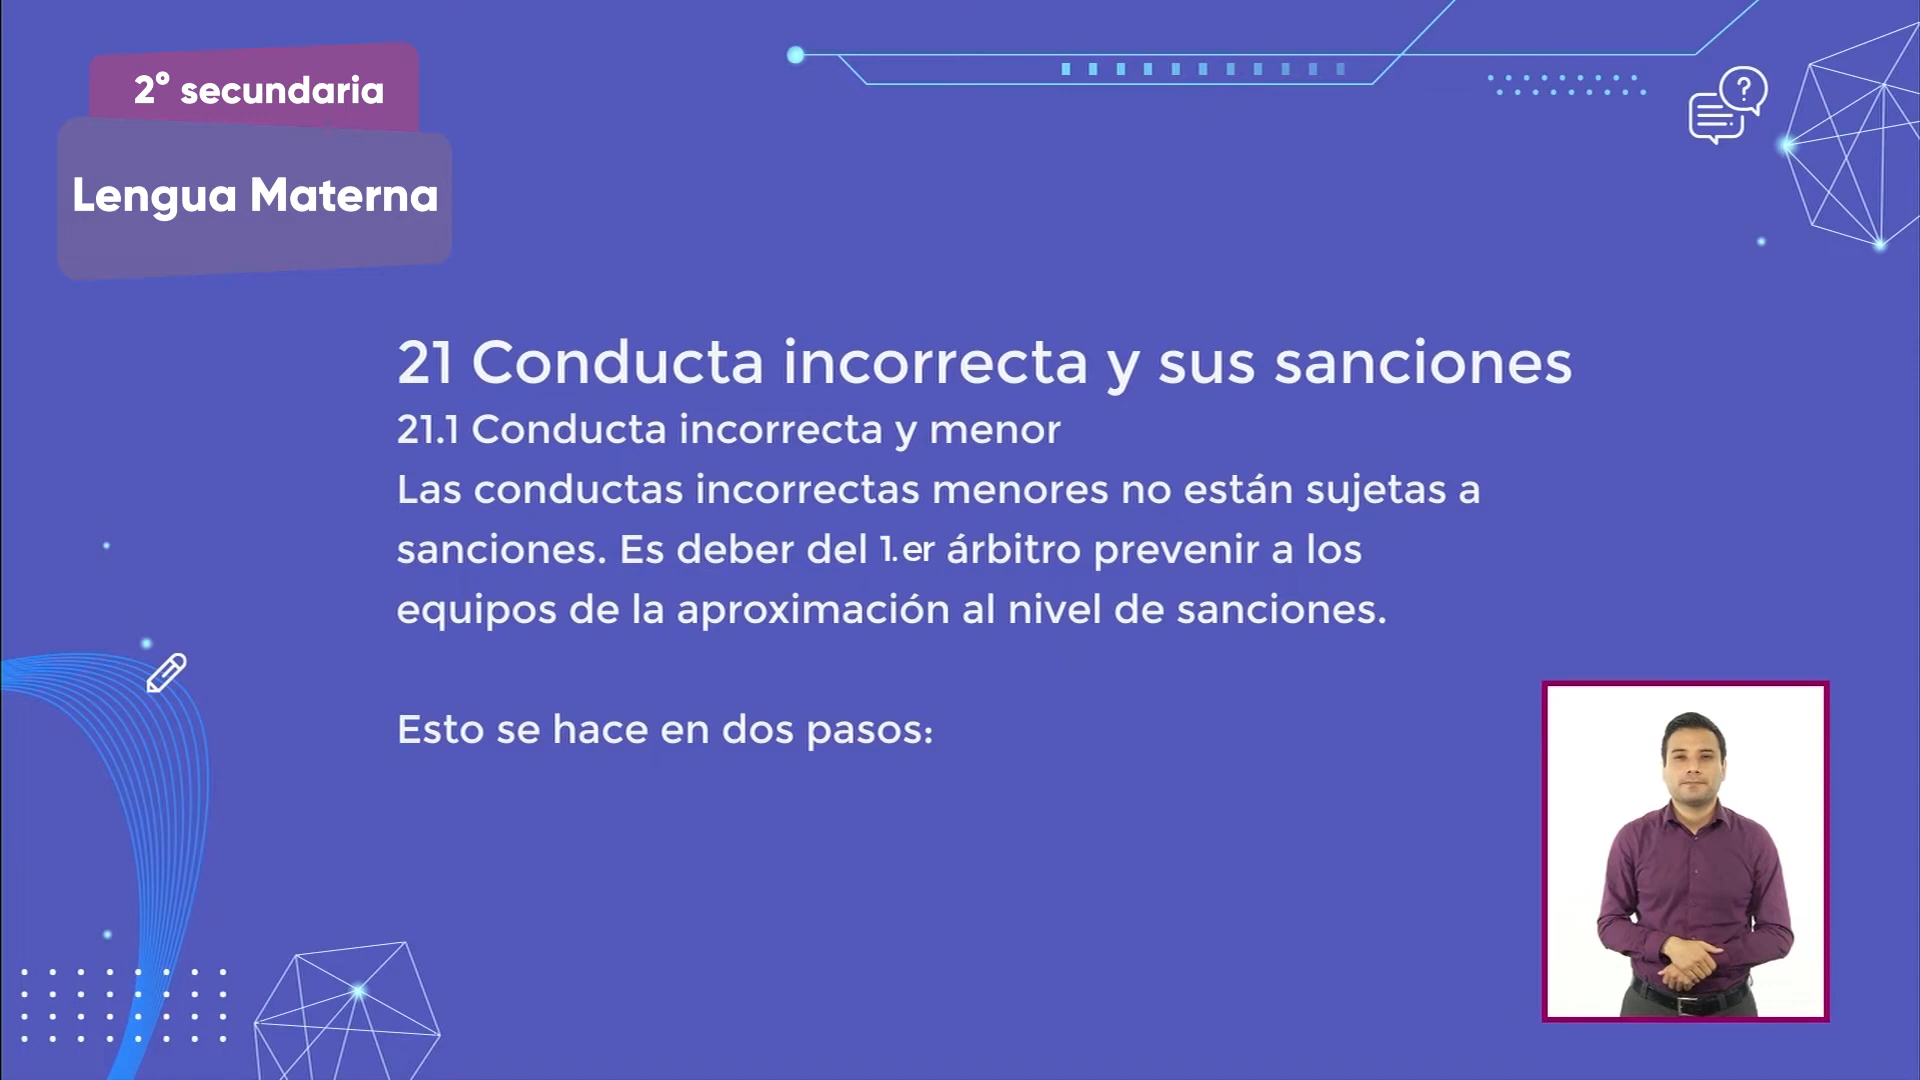 2° secundaria
Lengua Materna
21 Conducta incorrecta y sus sanciones
21.1 Conducta incorrecta y menor
Las conductas incorrectas menores no están sujetas a
sanciones. Es deber del 1.er árbitro prevenir a los
equipos de la aproximación al nivel de sanciones.
Esto se hace en dos pasos: